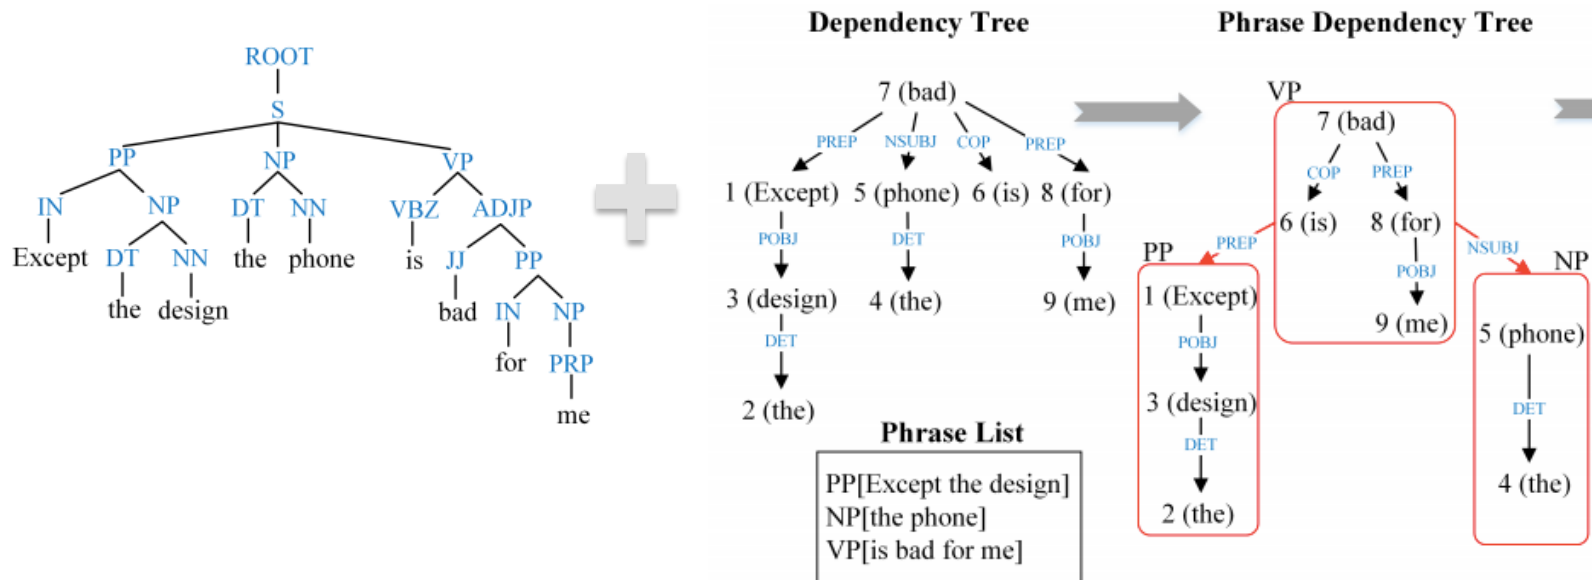 ROOT
S
PP NP VP
IN NP DT NN VBZ ADJP
Except DT NN the phone is JJ PP
the design bad IN NP
for PRP
me
Dependency Tree
7 (bad)
PREP NSUBJ COP PREP
1 (Except) 5 (phone) 6 (is) 8 (for)
POBJ DET POBJ
3 (design) 4 (the) 9 (me)
DET
2 (the)
Phrase List
PP[Except the design]
NP[the phone]
VP[is bad for me]
Phrase Dependency Tree
VP
7 (bad)
COP PREP
6 (is) 8 (for)
PREP NSUBJ
PP POBJ NP
1 (Except) 9 (me) 5 (phone)
POBJ
3 (design) DET
DET
2 (the) 4 (the)